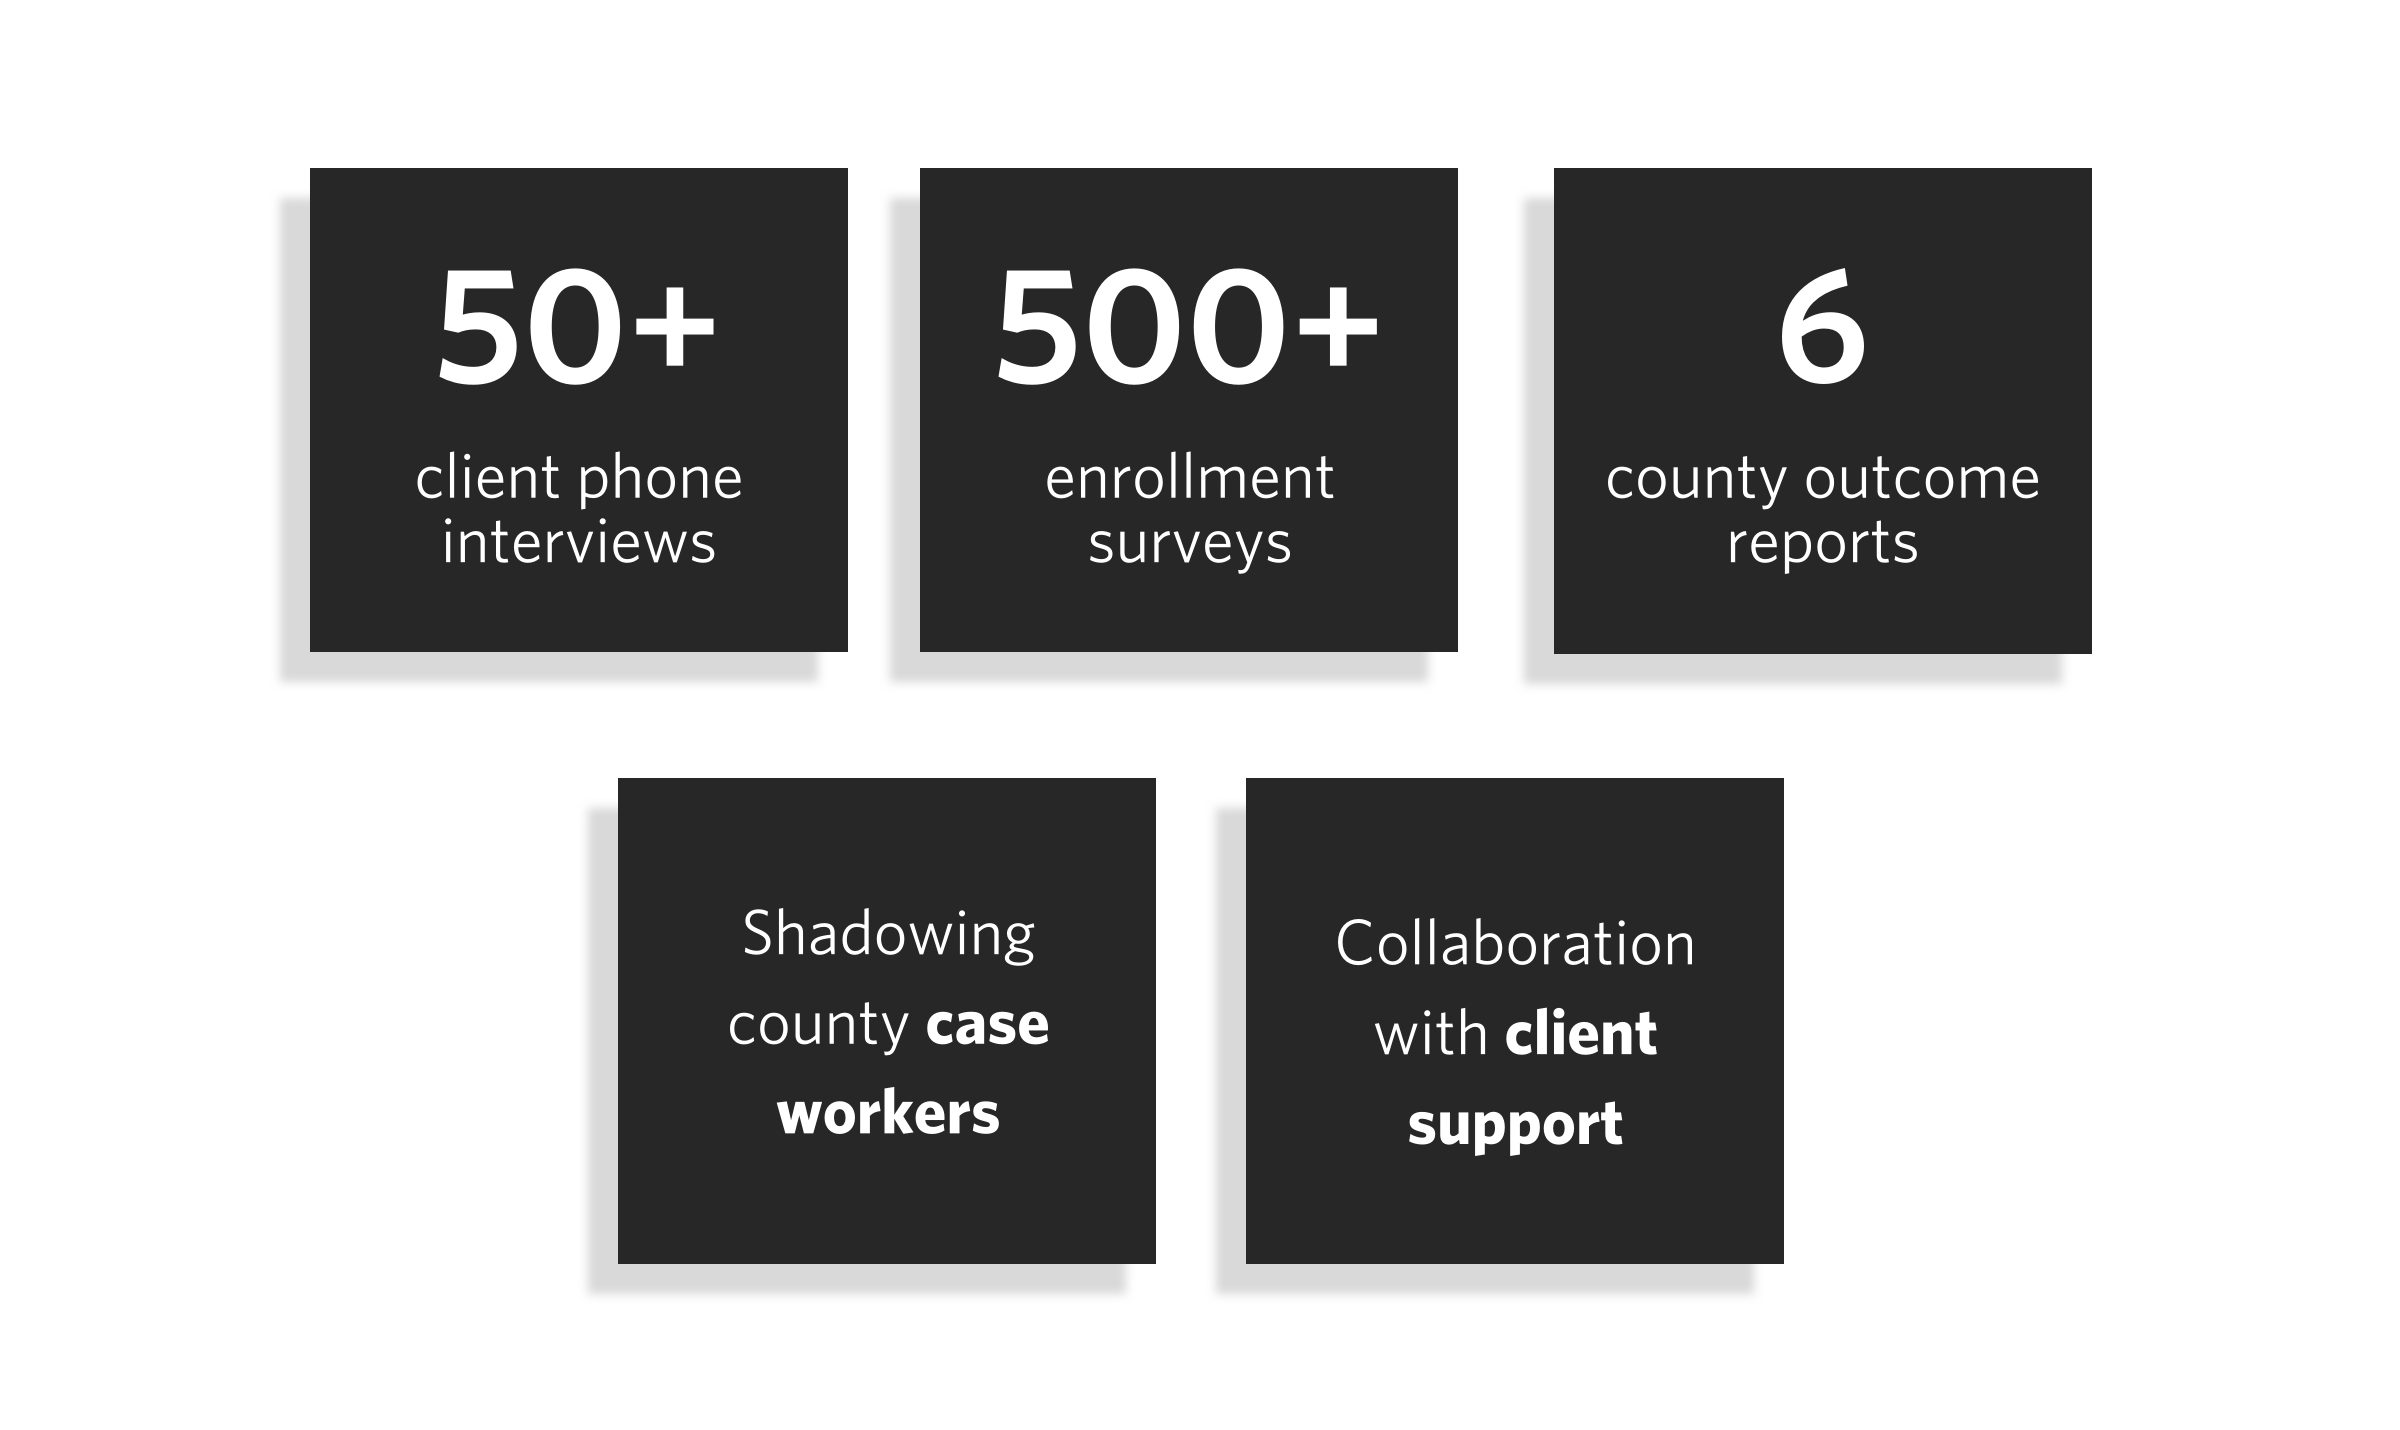 50+
client phone
interviews
500+
enrollment
surveys
6
county outcome
reports
Shadowing
county case
workers
Collaboration
with client
support